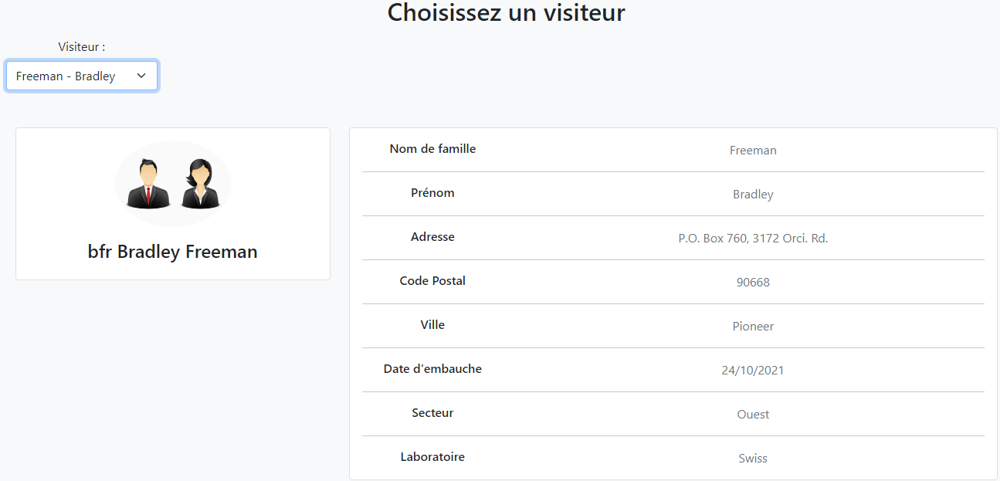 Choisissez un visiteur
Visiteur :
Freeman - Bradley
bfr Bradley Freeman
Nom de famille Freeman
Prénom Bradley
Adresse P.O. Box 760, 3172 Orci. Rd.
Code Postal 90668
Ville Pioneer
Date d'embauche 24/10/2021
Secteur Ouest
Laboratoire Swiss